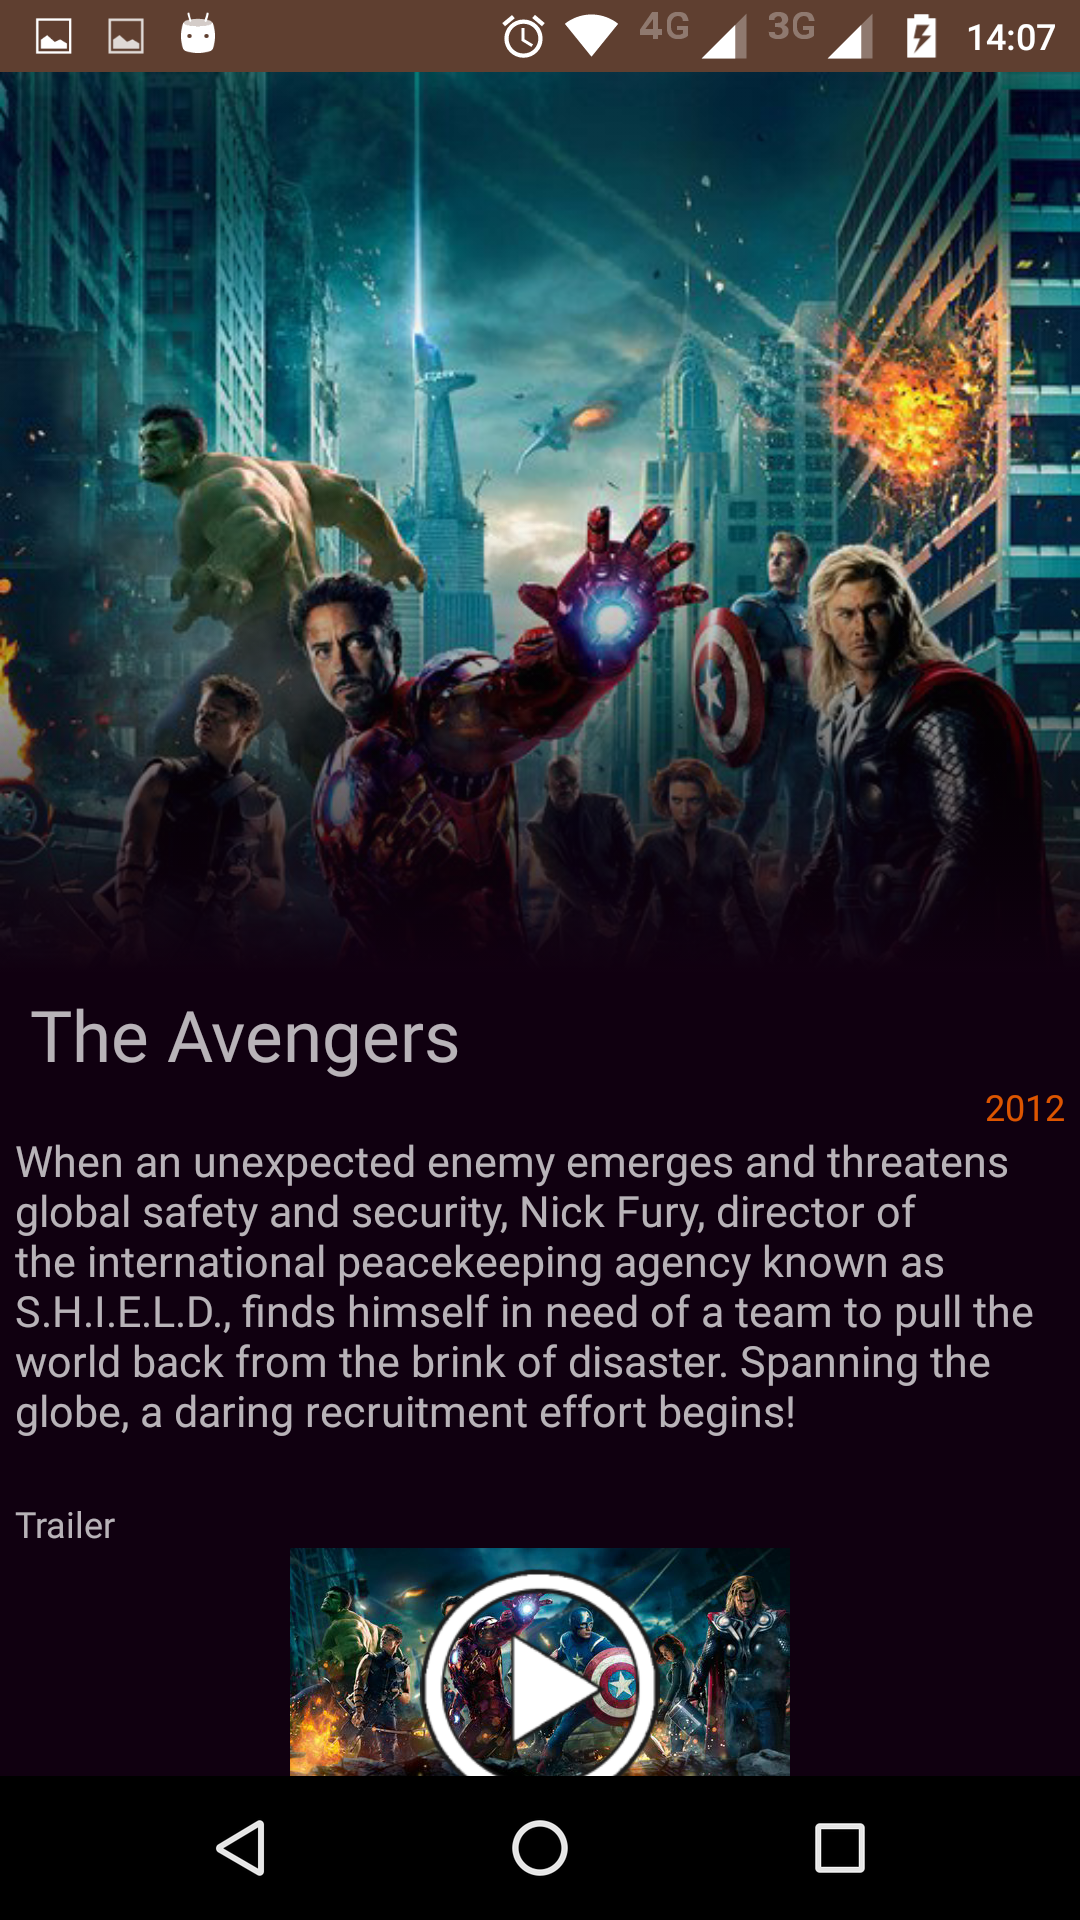 4G 3G 14:07
The Avengers
2012
When an unexpected enemy emerges and threatens
global safety and security, Nick Fury, director of
the international peacekeeping agency known as
S.H.I.E.L.D., finds himself in need of a team to pull the
world back from the brink of disaster. Spanning the
globe, a daring recruitment effort begins!
Trailer